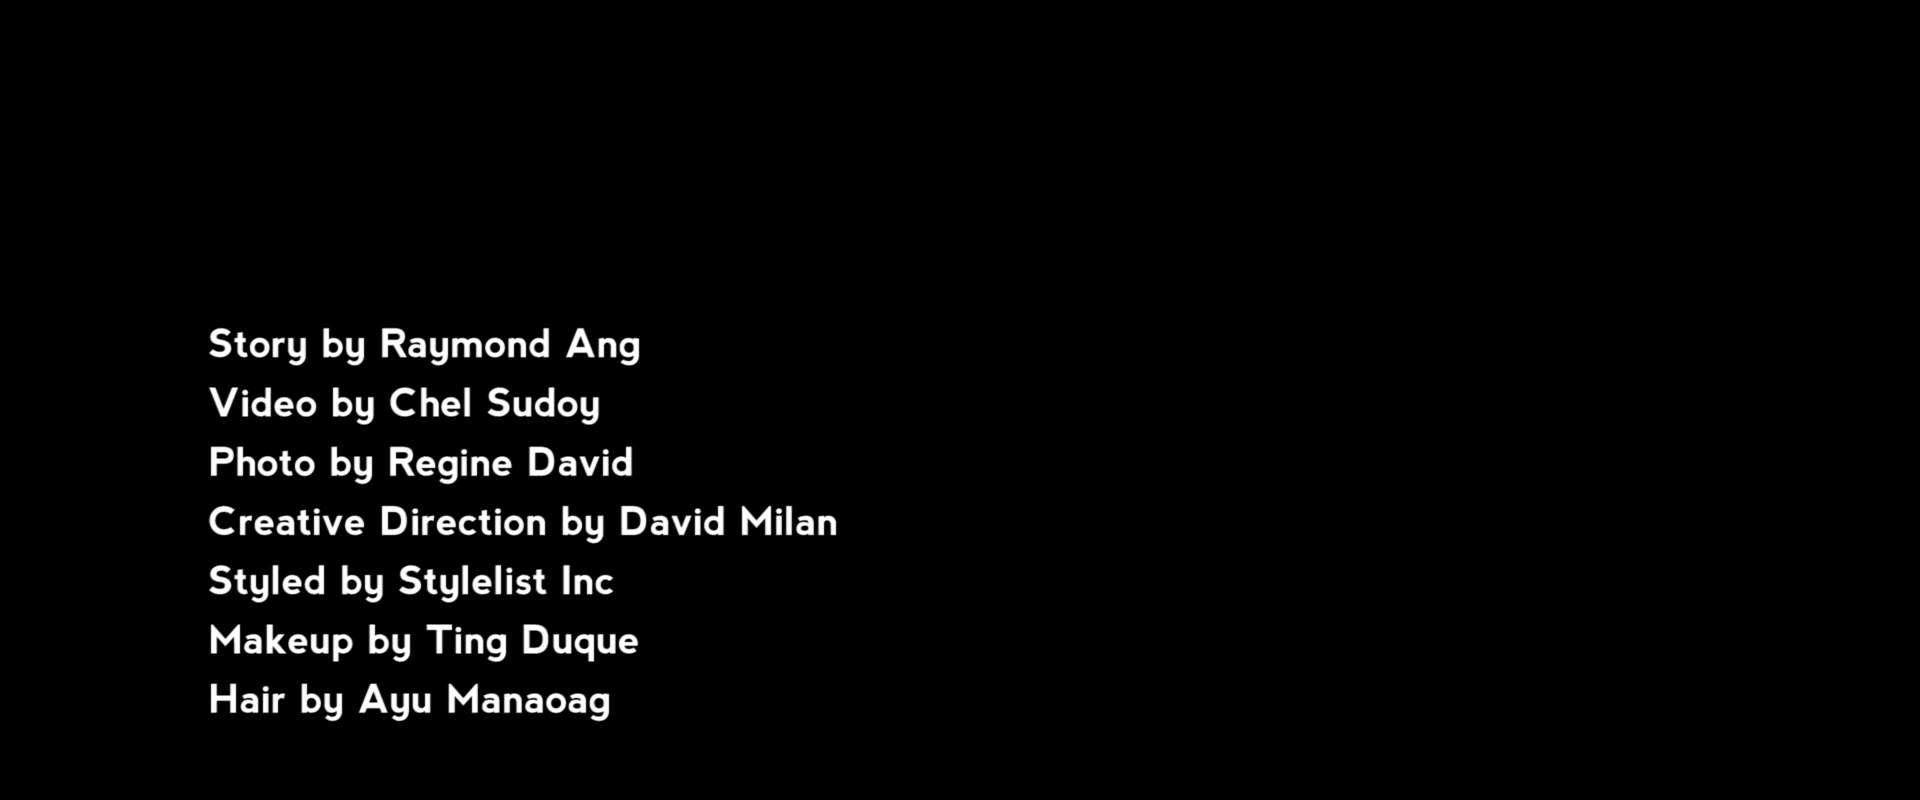 Story by Raymond Ang
Video by Chel Sudoy
Photo by Regine David
Creative Direction by David Milan
Styled by Stylelist Inc
Makeup by Ting Duque
Hair by Ayu Manaoag